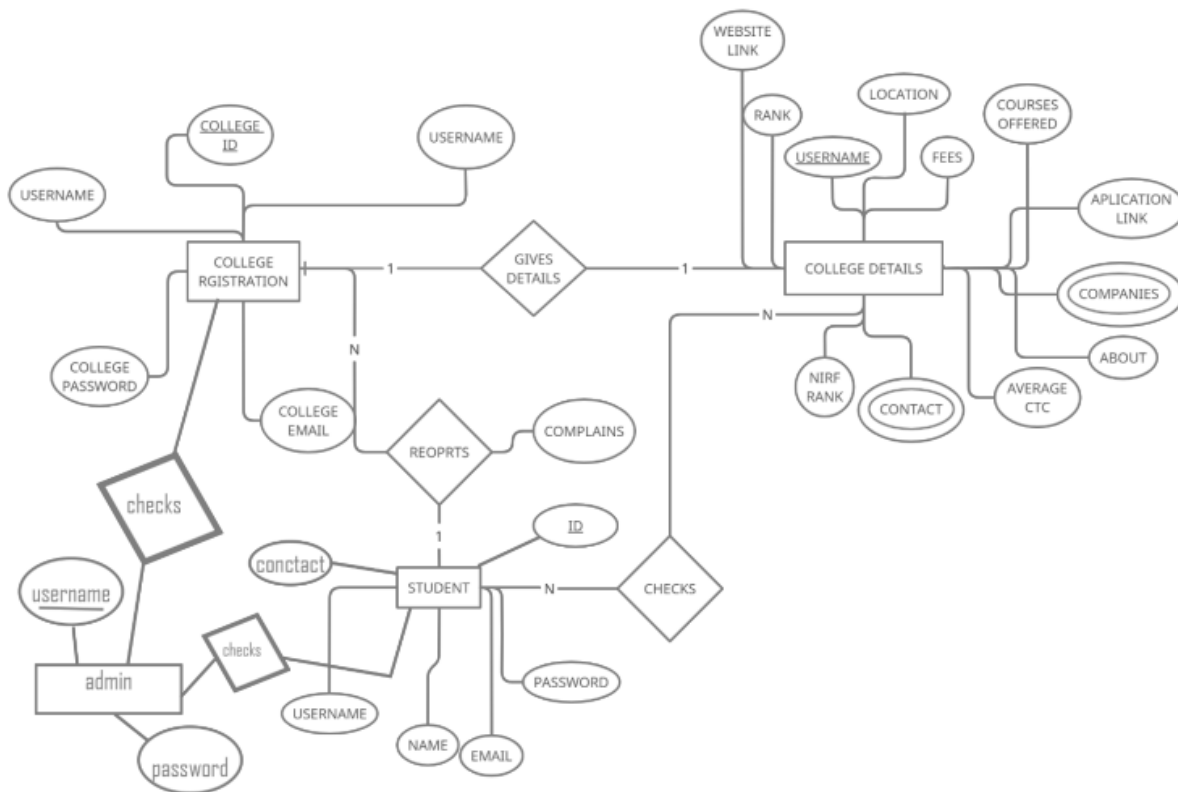 WEBSITE
LINK
LOCATION
COURSES
OFFERED
RANK
COLLEGE
ID
USERNAME
USERNAME
FEES
USERNAME
APLICATION
LINK
COLLEGE
RGISTRATION
1
GIVES
DETAILS
1
COLLEGE DETAILS
COMPANIES
N
N
COLLEGE
PASSWORD
ABOUT
NIRF
RANK
AVERAGE
CTC
CONTACT
COLLEGE
EMAIL
COMPLAINS
REOPRTS
checks
ID
1
conctact
STUDENT
N
CHECKS
username
checks
admin
PASSWORD
USERNAME
NAME
EMAIL
password